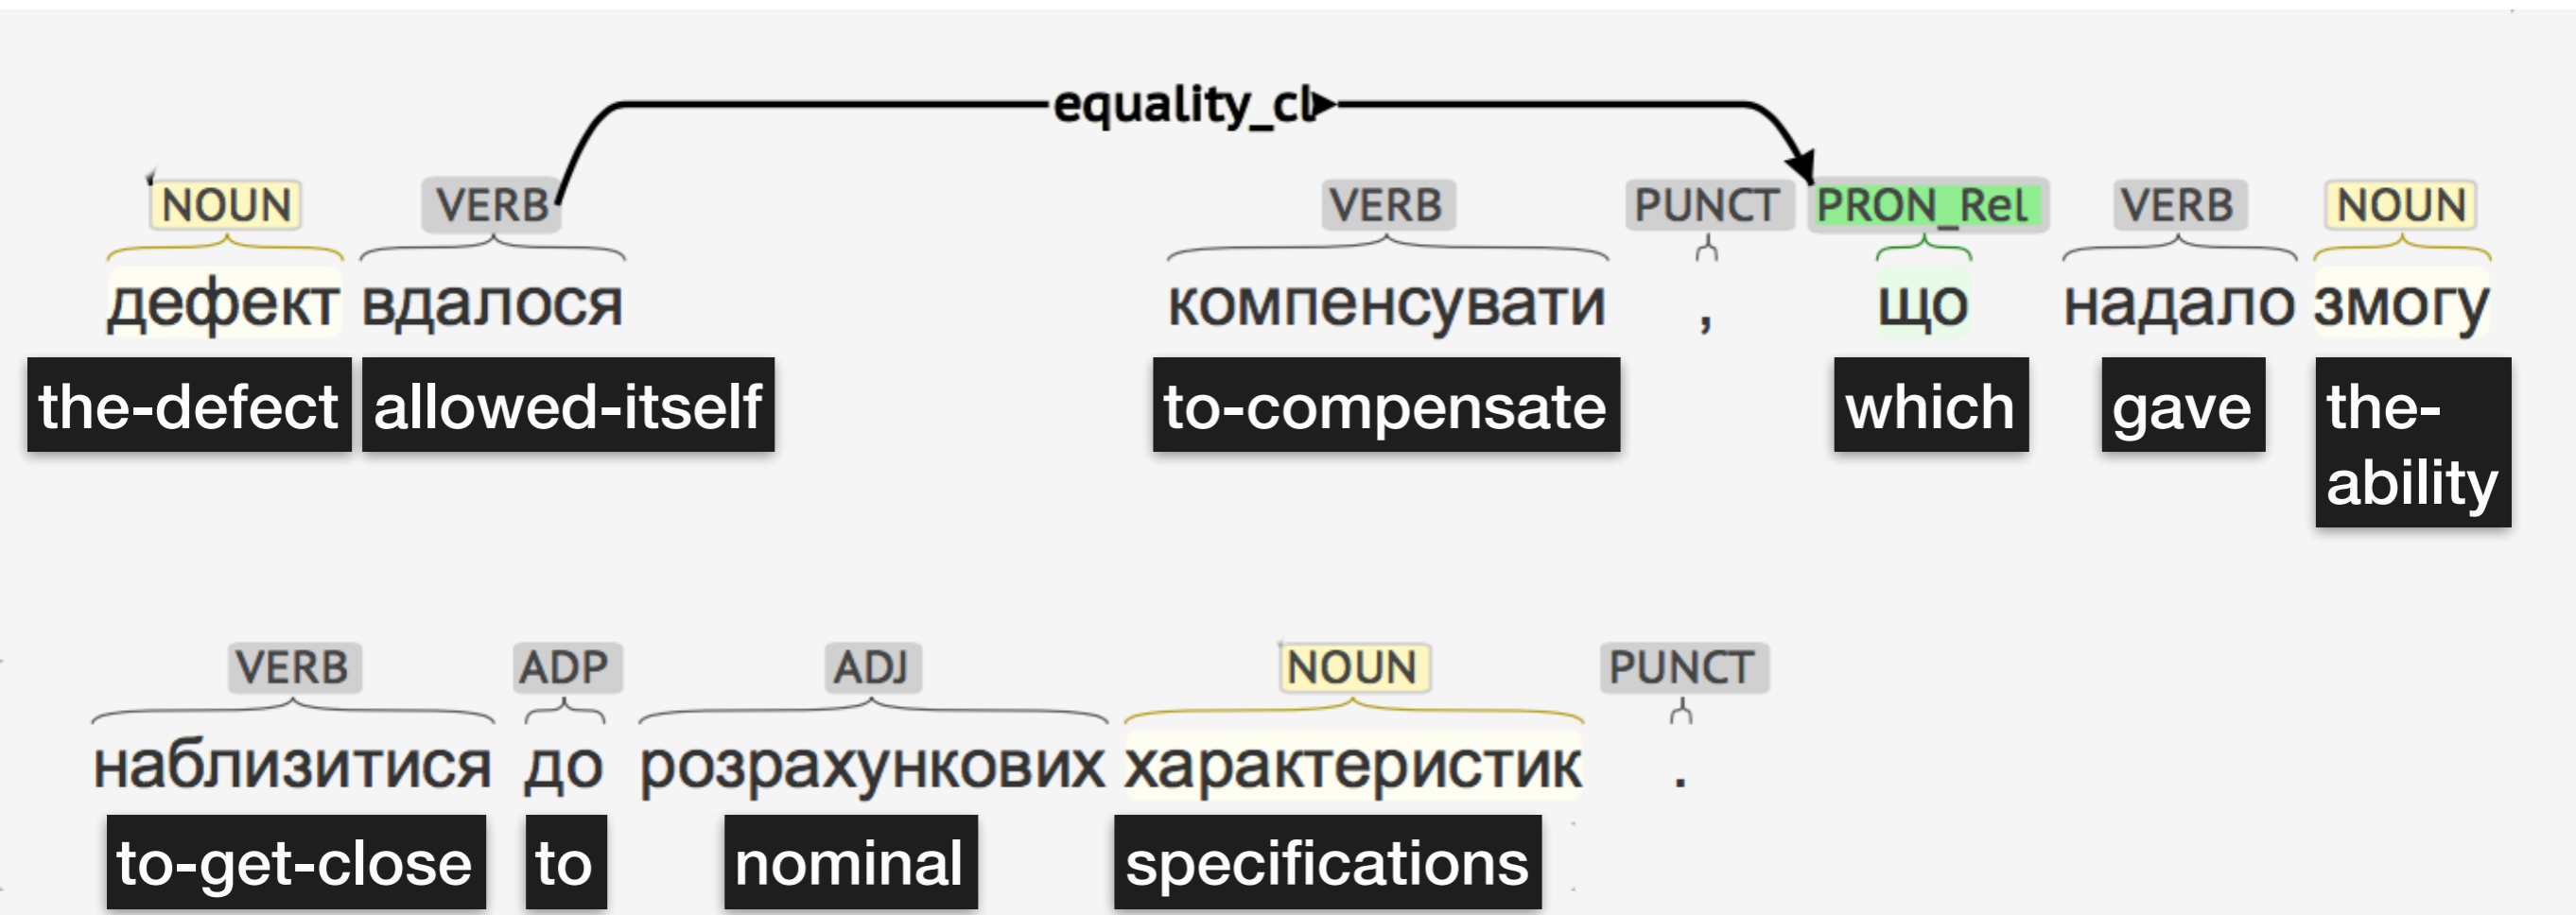 equality_cl
NOUN VERB VERB PUNCT PRON_Rel VERB NOUN
дефект вдалося компенсувати , що надало змогу
the-defect allowed-itself to-compensate which gave the-
ability
VERB ADP ADJ NOUN PUNCT
наблизитися до розрахункових характеристик .
to-get-close to nominal specifications